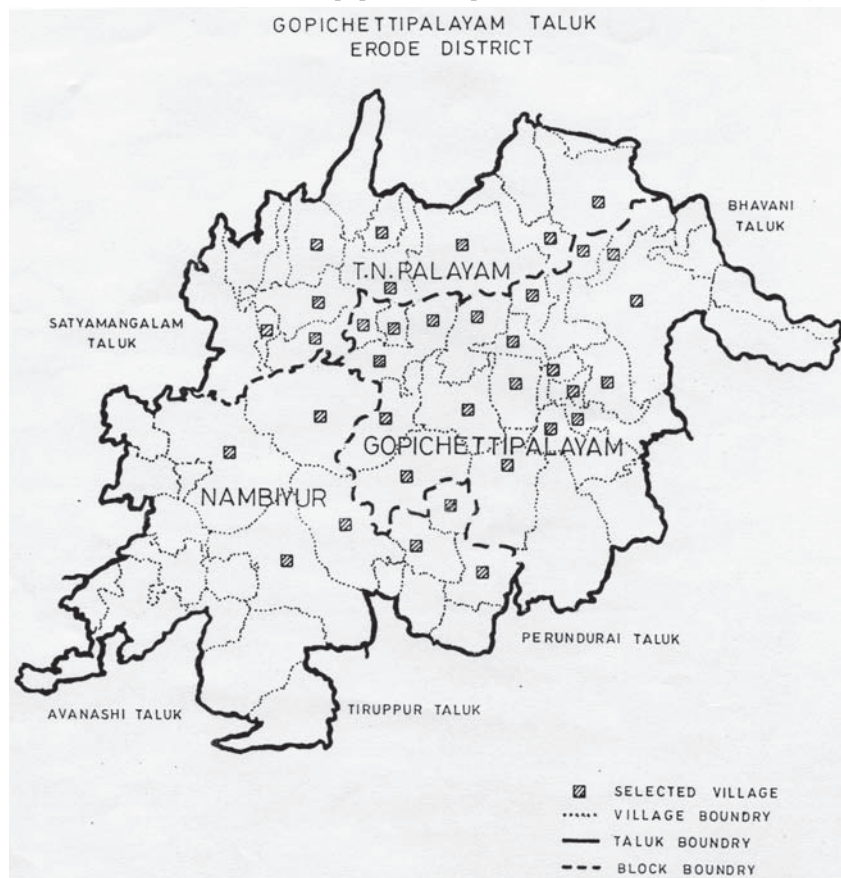 GOPICHETTIPALAYAM TALUK
ERODE DISTRICT
BHAVANI
TALUK
T.N.PALAYAM
SATYAMANGALAM
TALUK
GOPICHETTIPALAYAM
NAMBIYUR
PERUNDURAI TALUK
AVANASHI TALUK
TIRUPPUR TALUK
SELECTED VILLAGE
VILLAGE BOUNDRY
TALUK BOUNDRY
BLOCK BOUNDRY